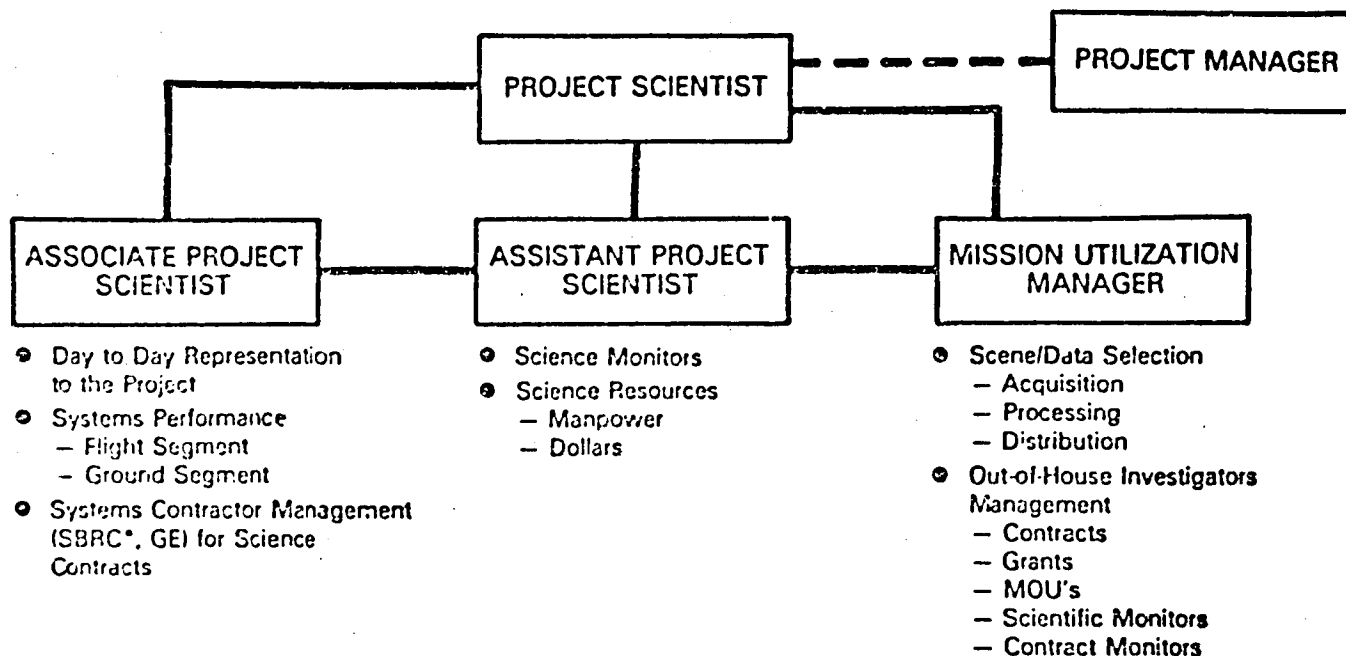 PROJECT SCIENTIST
PROJECT MANAGER
ASSOCIATE PROJECT
SCIENTIST
ASSISTANT PROJECT
SCIENTIST
MISSION UTILIZATION
MANAGER
● Day to Day Representation
to the Project
● Systems Performance
— Flight Segment
— Ground Segment
● Systems Contractor Management
(SBRC*, GE) for Science
Contracts
● Science Monitors
● Science Resources
— Manpower
— Dollars
● Scene/Data Selection
— Acquisition
— Processing
— Distribution
● Out-of-House Investigators
Management
— Contracts
— Grants
— MOU's
— Scientific Monitors
— Contract Monitors